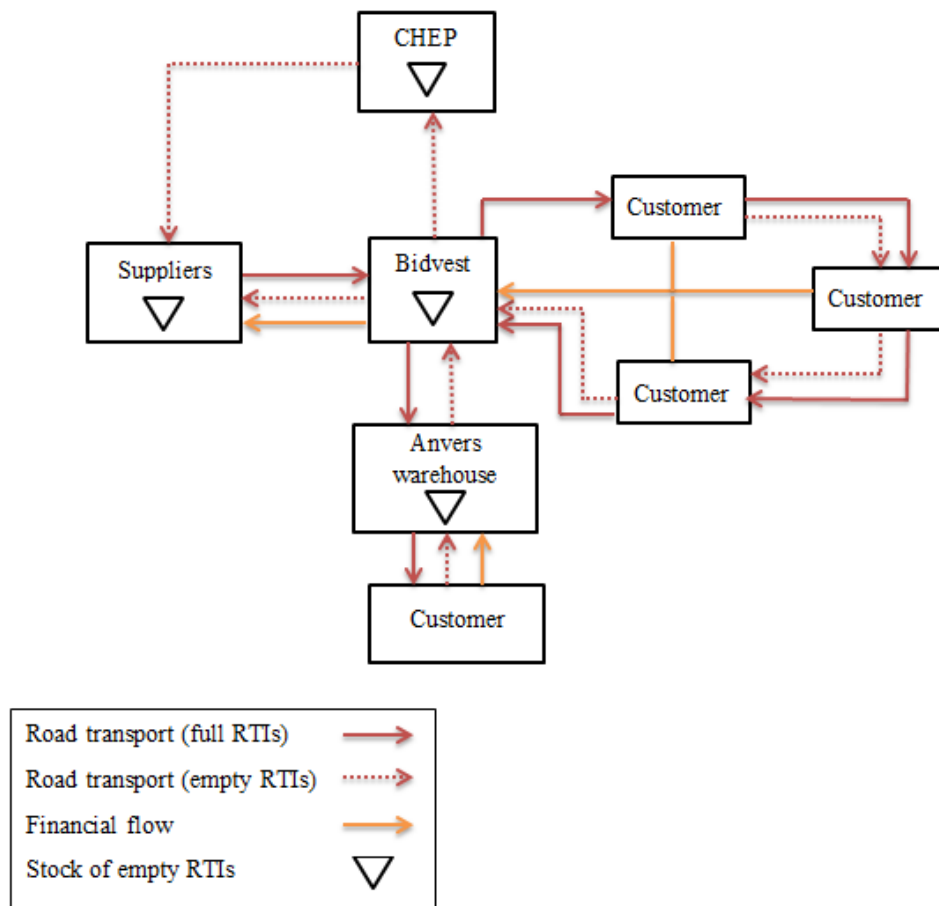 CHEP
Customer
Suppliers
Bidvest
Customer
Customer
Anvers
warehouse
Customer
Road transport (full RTIs)
Road transport (empty RTIs)
Financial flow
Stock of empty RTIs